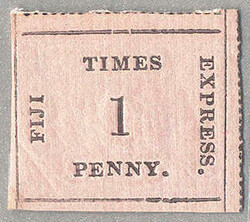 TIMES
FIJI
1
EXPRESS.
PENNY.